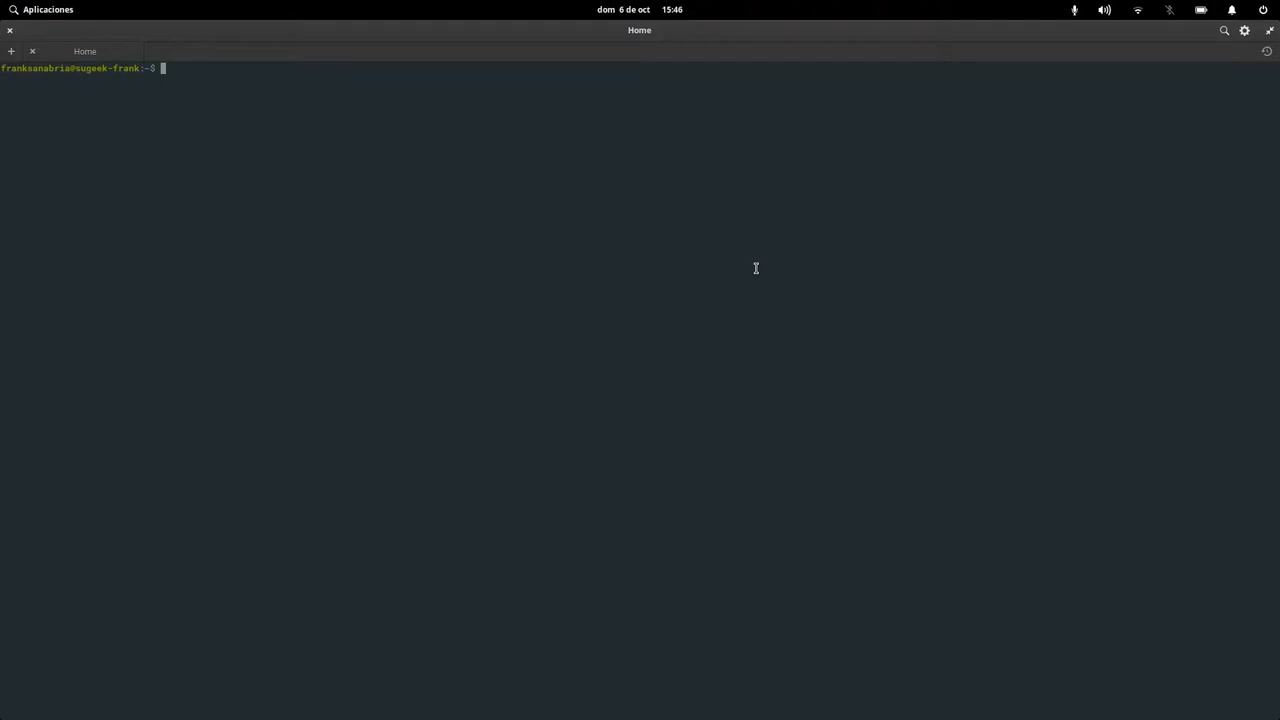 Aplicaciones
dom 6 de oct 15:46
Home
Home
franksanabria@sugeek-frank:~$